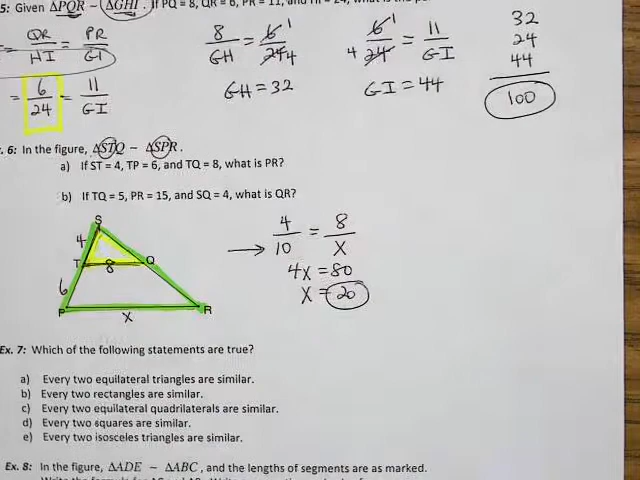 5: Given ΔPQR ~ ΔGHI. If PQ = 8, QR = 6, PR = 11, and HI = 24, what is the
QR/HI = PR/GI
8/GH = 6 1/24 4
6 1/4 24 = 11/GI
32
24
44
100
= 6/24 = 11/GI
GH = 32
GI = 44
. 6: In the figure, ΔSTQ ~ ΔSPR.
a) If ST = 4, TP = 6, and TQ = 8, what is PR?
b) If TQ = 5, PR = 15, and SQ = 4, what is QR?
S
4
T
8
Q
6
P
X
R
4/10 = 8/X
4X = 80
X = 20
Ex. 7: Which of the following statements are true?
a) Every two equilateral triangles are similar.
b) Every two rectangles are similar.
c) Every two equilateral quadrilaterals are similar.
d) Every two squares are similar.
e) Every two isosceles triangles are similar.
Ex. 8: In the figure, ΔADE ~ ΔABC, and the lengths of segments are as marked.